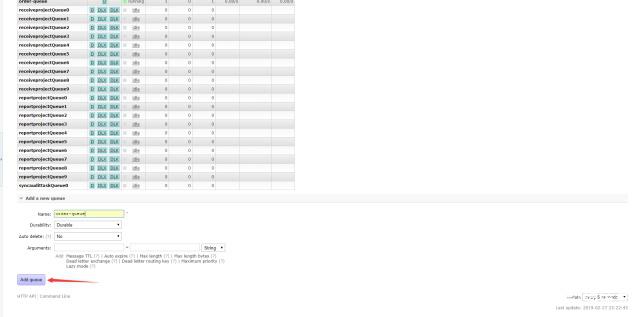 order-queue D running 1 0 1 0.00/s 0.00/s 0.00/s
receiveprojectQueue0 D DLX DLK idle 0 0 0
receiveprojectQueue1 D DLX DLK idle 0 0 0
receiveprojectQueue2 D DLX DLK idle 0 0 0
receiveprojectQueue3 D DLX DLK idle 0 0 0
receiveprojectQueue4 D DLX DLK idle 0 0 0
receiveprojectQueue5 D DLX DLK idle 0 0 0
receiveprojectQueue6 D DLX DLK idle 0 0 0
receiveprojectQueue7 D DLX DLK idle 0 0 0
receiveprojectQueue8 D DLX DLK idle 0 0 0
receiveprojectQueue9 D DLX DLK idle 0 0 0
reportprojectQueue0 D DLX DLK idle 0 0 0
reportprojectQueue1 D DLX DLK idle 0 0 0
reportprojectQueue2 D DLX DLK idle 0 0 0
reportprojectQueue3 D DLX DLK idle 0 0 0
reportprojectQueue4 D DLX DLK idle 0 0 0
reportprojectQueue5 D DLX DLK idle 0 0 0
reportprojectQueue6 D DLX DLK idle 0 0 0
reportprojectQueue7 D DLX DLK idle 0 0 0
reportprojectQueue8 D DLX DLK idle 0 0 0
reportprojectQueue9 D DLX DLK idle 0 0 0
syncaudittaskQueue0 D DLX DLK idle 0 0 0
Add a new queue
Name: order-queue *
Durability: Durable
Auto delete: (?) No
Arguments: = String
Add Message TTL (?) | Auto expire (?) | Max length (?) | Max length bytes (?)
Dead letter exchange (?) | Dead letter routing key (?) | Maximum priority (?)
Lazy mode (?)
Add queue
HTTP API | Command Line
Last update: 2019-02-17 23:22:45